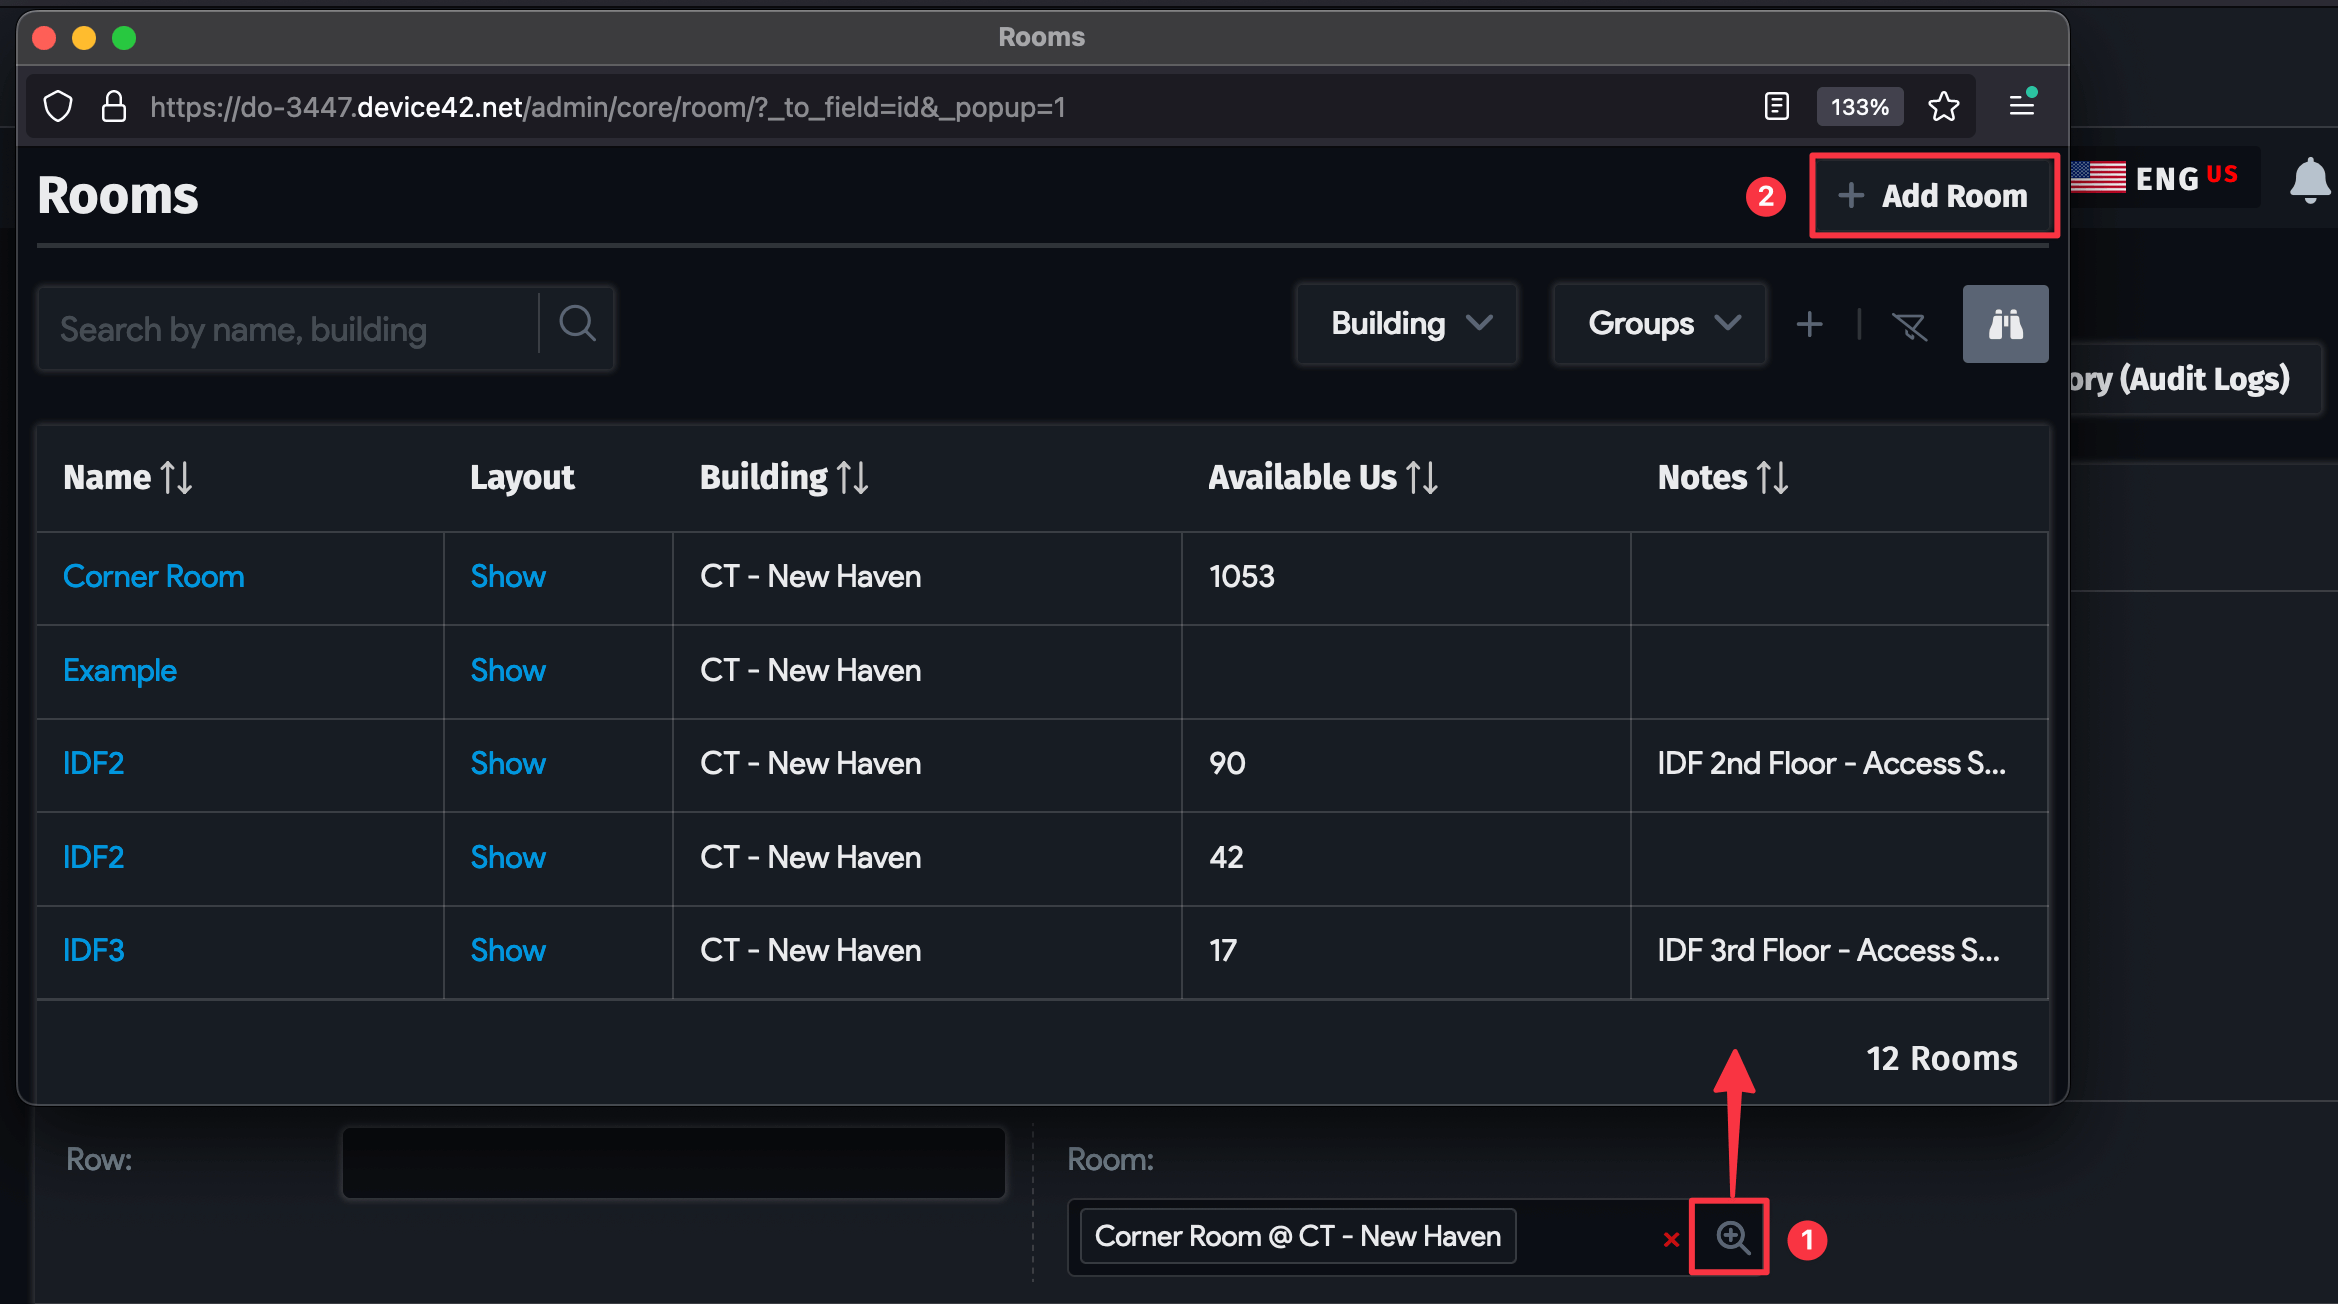 Rooms
https://do-3447.device42.net/admin/core/room/?_to_field=id&_popup=1
133%
Rooms
2
+ Add Room
ENG US
Search by name, building
Building
Groups
ory (Audit Logs)
Name Layout Building Available Us Notes
Corner Room Show CT - New Haven 1053
Example Show CT - New Haven
IDF2 Show CT - New Haven 90 IDF 2nd Floor - Access S...
IDF2 Show CT - New Haven 42
IDF3 Show CT - New Haven 17 IDF 3rd Floor - Access S...
12 Rooms
Row:
Room:
Corner Room @ CT - New Haven
1